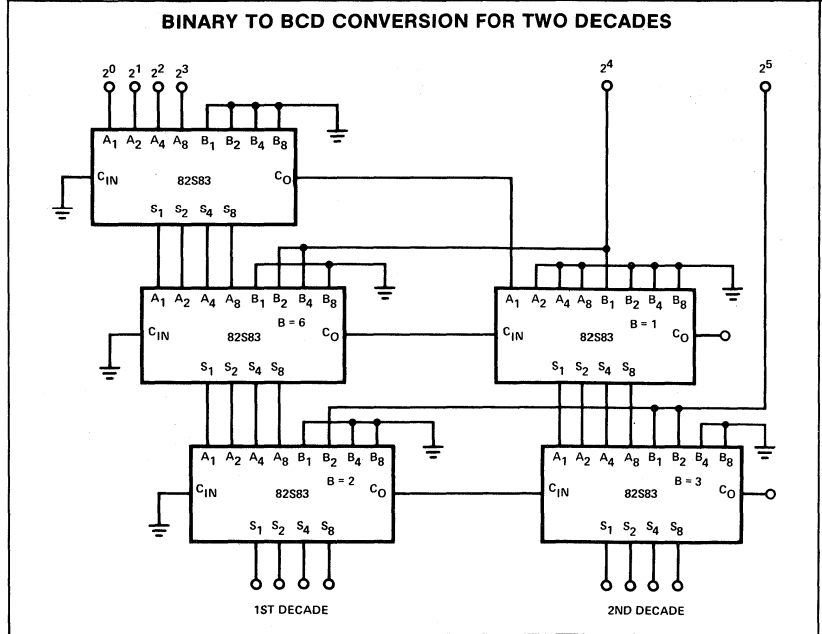 BINARY TO BCD CONVERSION FOR TWO DECADES
2⁰ 2¹ 2² 2³ 2⁴ 2⁵
A₁ A₂ A₄ A₈ B₁ B₂ B₄ B₈
C_IN 82S83 C_O
S₁ S₂ S₄ S₈
A₁ A₂ A₄ A₈ B₁ B₂ B₄ B₈
B = 6
C_IN 82S83 C_O
S₁ S₂ S₄ S₈
A₁ A₂ A₄ A₈ B₁ B₂ B₄ B₈
B = 1
C_IN 82S83 C_O
S₁ S₂ S₄ S₈
A₁ A₂ A₄ A₈ B₁ B₂ B₄ B₈
B = 2
C_IN 82S83 C_O
S₁ S₂ S₄ S₈
1ST DECADE
A₁ A₂ A₄ A₈ B₁ B₂ B₄ B₈
B = 3
C_IN 82S83 C_O
S₁ S₂ S₄ S₈
2ND DECADE